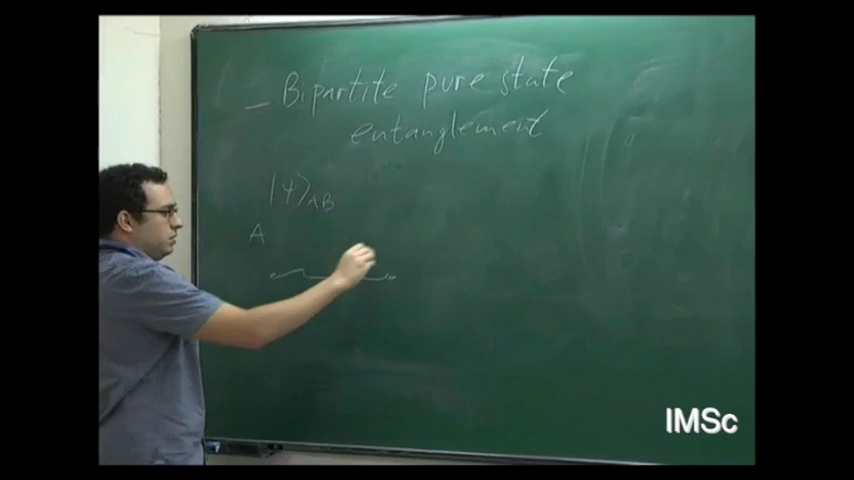 – Bipartite pure state
entanglement
|ψ⟩AB
A
IMSc